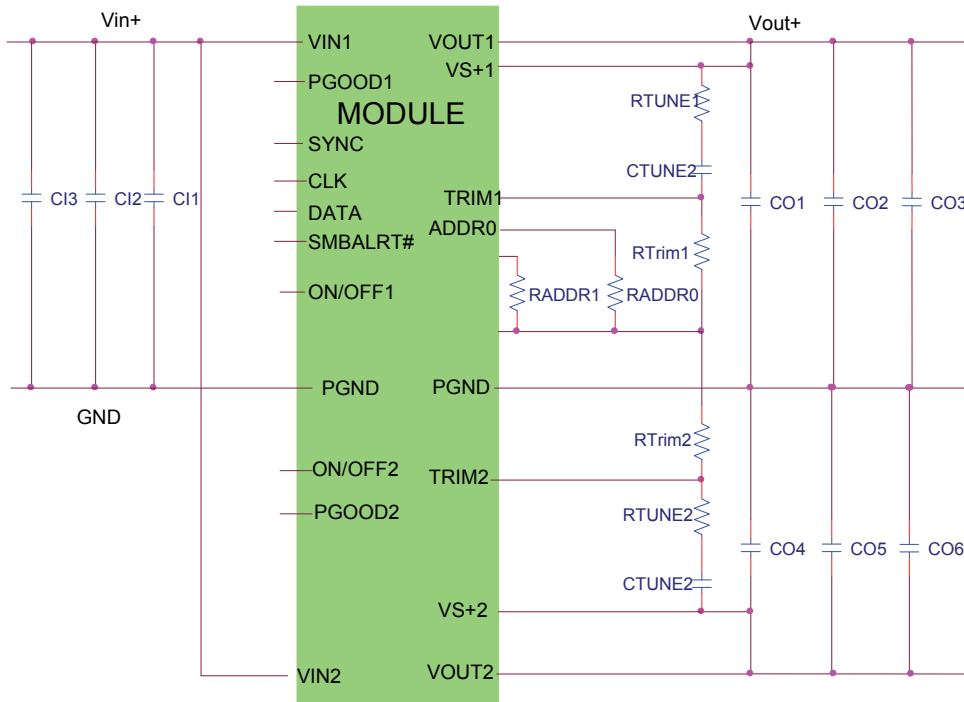 Vin+
Vout+
VIN1
VOUT1
VS+1
PGOOD1
RTUNE1
MODULE
SYNC
CTUNE2
CLK
TRIM1
CI3
CI2
CI1
CO1
CO2
CO3
DATA
ADDR0
SMBALRT#
RTrim1
ON/OFF1
RADDR1
RADDR0
PGND
PGND
GND
RTrim2
ON/OFF2
TRIM2
PGOOD2
RTUNE2
CO4
CO5
CO6
CTUNE2
VS+2
VIN2
VOUT2